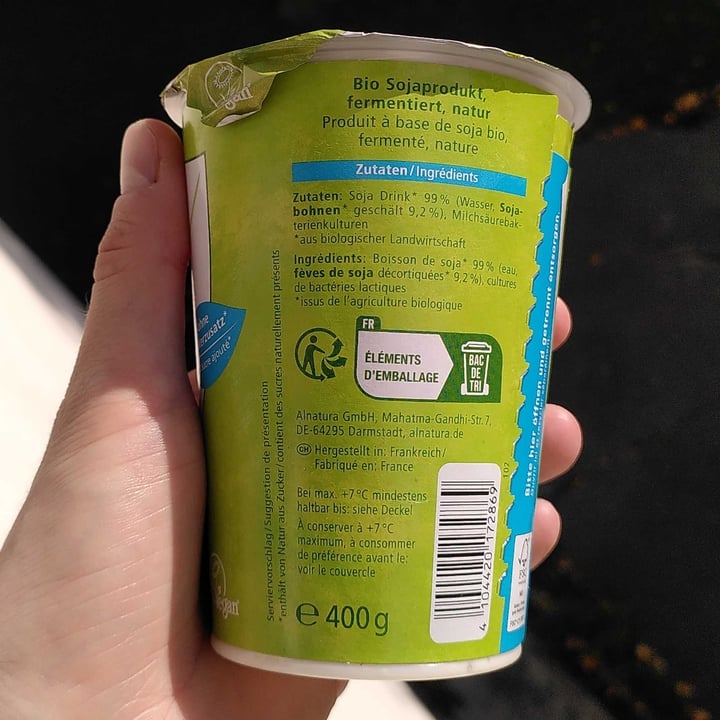 Bio Sojaprodukt,
fermentiert, natur
Produit à base de soja bio,
fermenté, nature
Zutaten/Ingrédients
Zutaten: Soja Drink* 99% (Wasser, Soja-
bohnen* geschält 9,2%), Milchsäurebak-
terienkulturen
*aus biologischer Landwirtschaft
Ingrédients: Boisson de soja* 99% (eau,
fèves de soja décortiquées* 9,2%), cultures
de bactéries lactiques
*issus de l'agriculture biologique
FR
ÉLÉMENTS
D'EMBALLAGE
BAC
DE
TRI
Alnatura GmbH, Mahatma-Gandhi-Str.7,
DE-64295 Darmstadt, alnatura.de
CH Hergestellt in: Frankreich/
Fabriqué en: France
Bei max. +7°C mindestens
haltbar bis: siehe Deckel
À conserver à +7°C
maximum, à consommer
de préférence avant le:
voir le couvercle
e 400g
4 104420 172869
102
Serviervorschlag/Suggestion de présentation
*enthält von Natur aus Zucker/contient des sucres naturellement présents
ajouté*
Bitte hier öffnen und getrennt entsorgen.
FSC